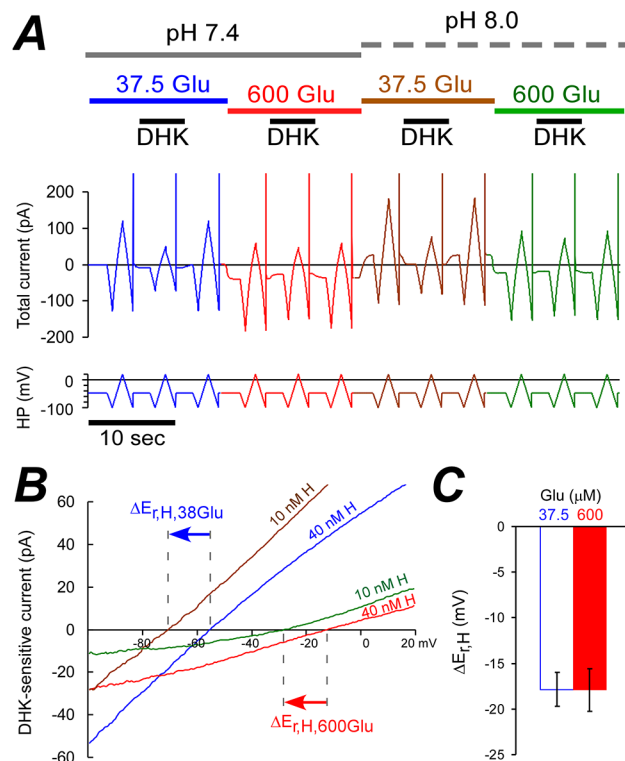 A
pH 7.4
pH 8.0
37.5 Glu
600 Glu
37.5 Glu
600 Glu
DHK
DHK
DHK
DHK
Total current (pA)
200
100
0
-100
-200
HP (mV)
0
-100
10 sec
B
DHK-sensitive current (pA)
60
40
20
0
-20
-40
-60
-80
-60
-40
-20
0
20 mV
ΔEr,H,38Glu
10 nM H
40 nM H
10 nM H
40 nM H
ΔEr,H,600Glu
C
Glu (μM)
37.5 600
ΔEr,H (mV)
0
-5
-10
-15
-20
-25